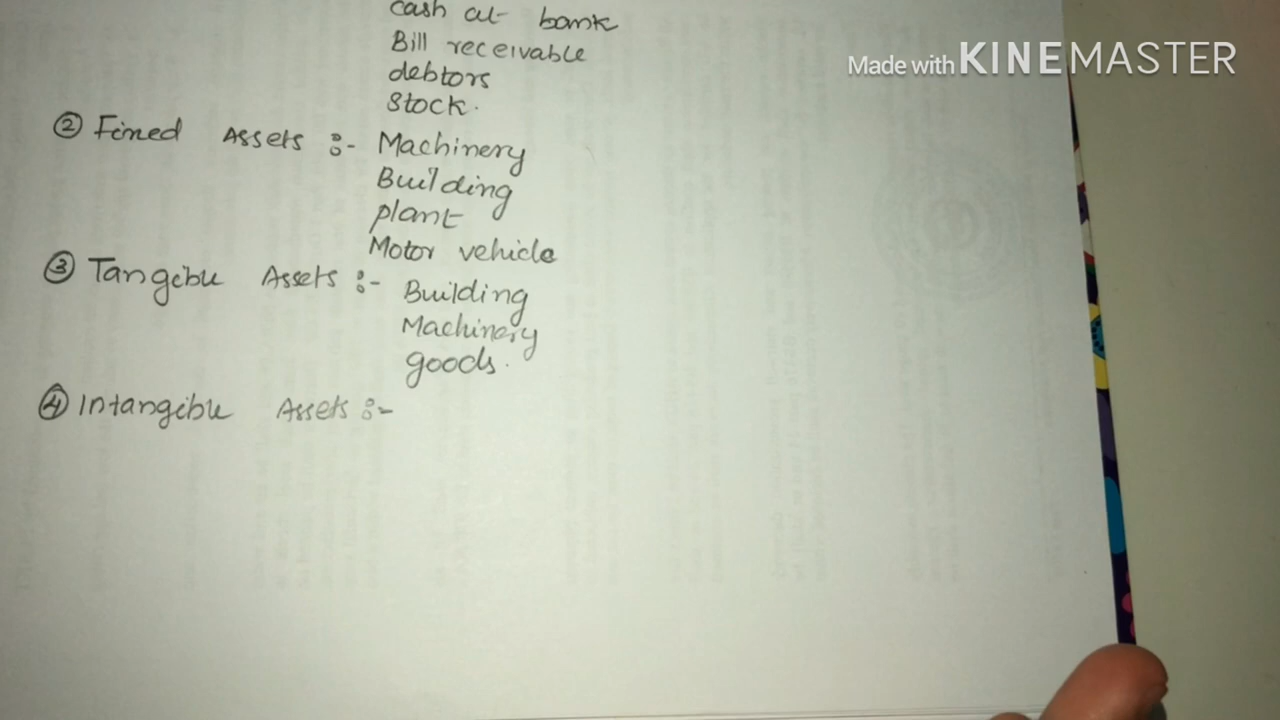 cash at bank
Made with KINEMASTER
Bill receivable
debtors
Stock.
② Fixed Assets :- Machinery
Building
plant
Motor vehicle
③ Tangible Assets :- Building
Machinery
goods.
④ Intangible Assets :-